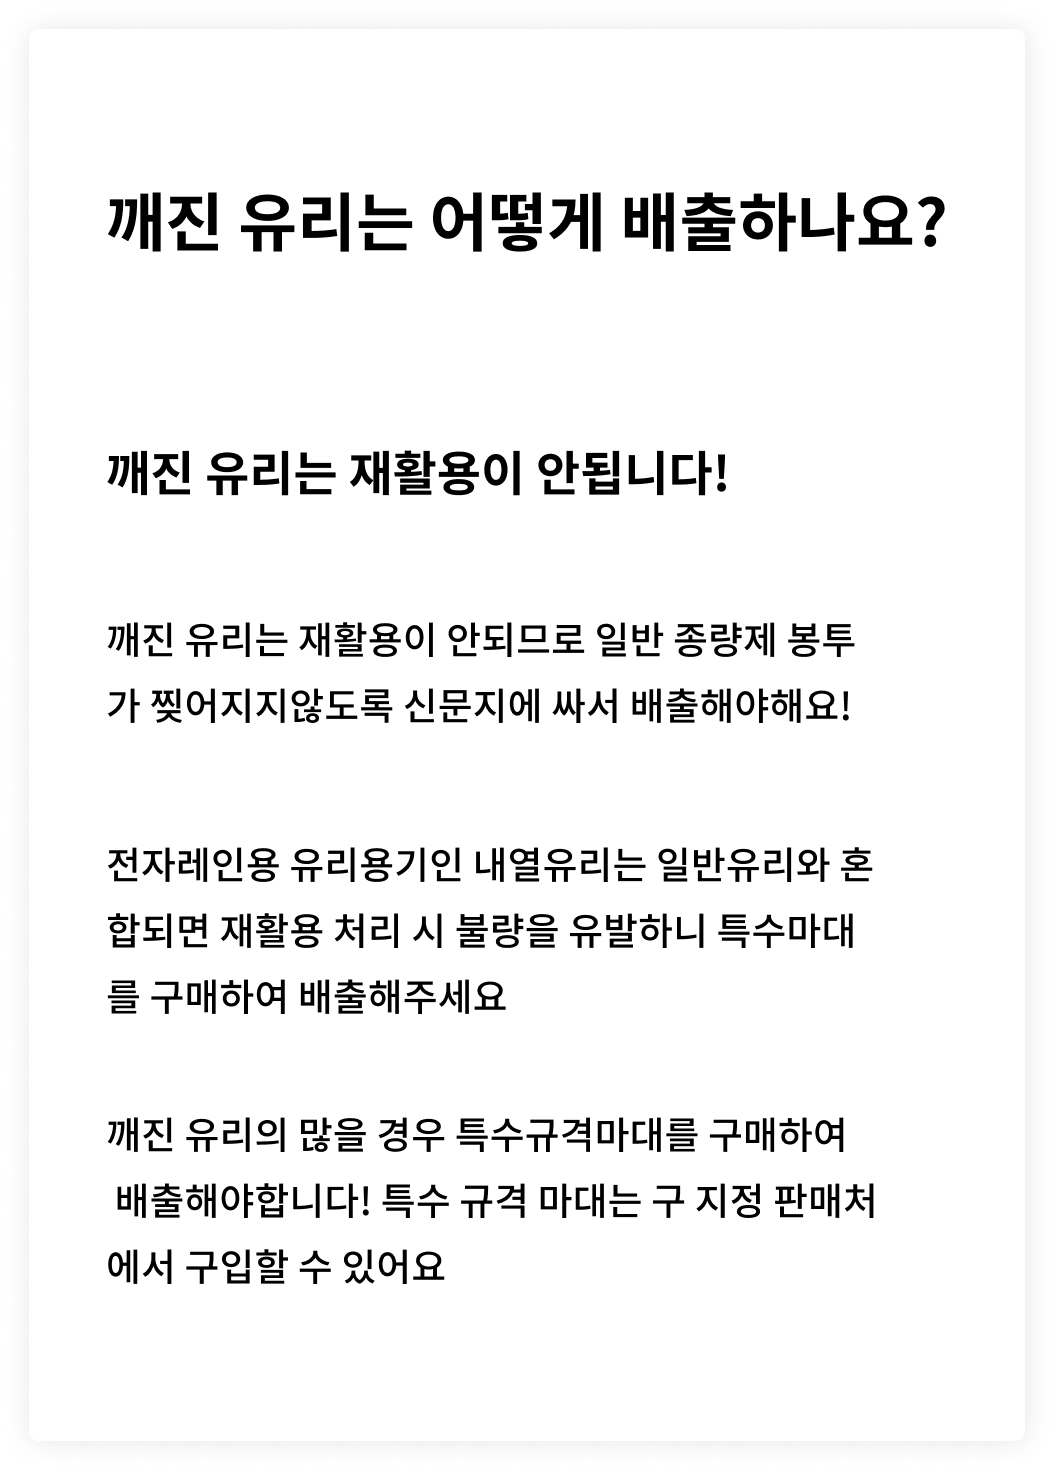 깨진 유리는 어떻게 배출하나요?
깨진 유리는 재활용이 안됩니다!
깨진 유리는 재활용이 안되므로 일반 종량제 봉투
가 찢어지지않도록 신문지에 싸서 배출해야해요!
전자레인용 유리용기인 내열유리는 일반유리와 혼
합되면 재활용 처리 시 불량을 유발하니 특수마대
를 구매하여 배출해주세요
깨진 유리의 많을 경우 특수규격마대를 구매하여
배출해야합니다! 특수 규격 마대는 구 지정 판매처
에서 구입할 수 있어요